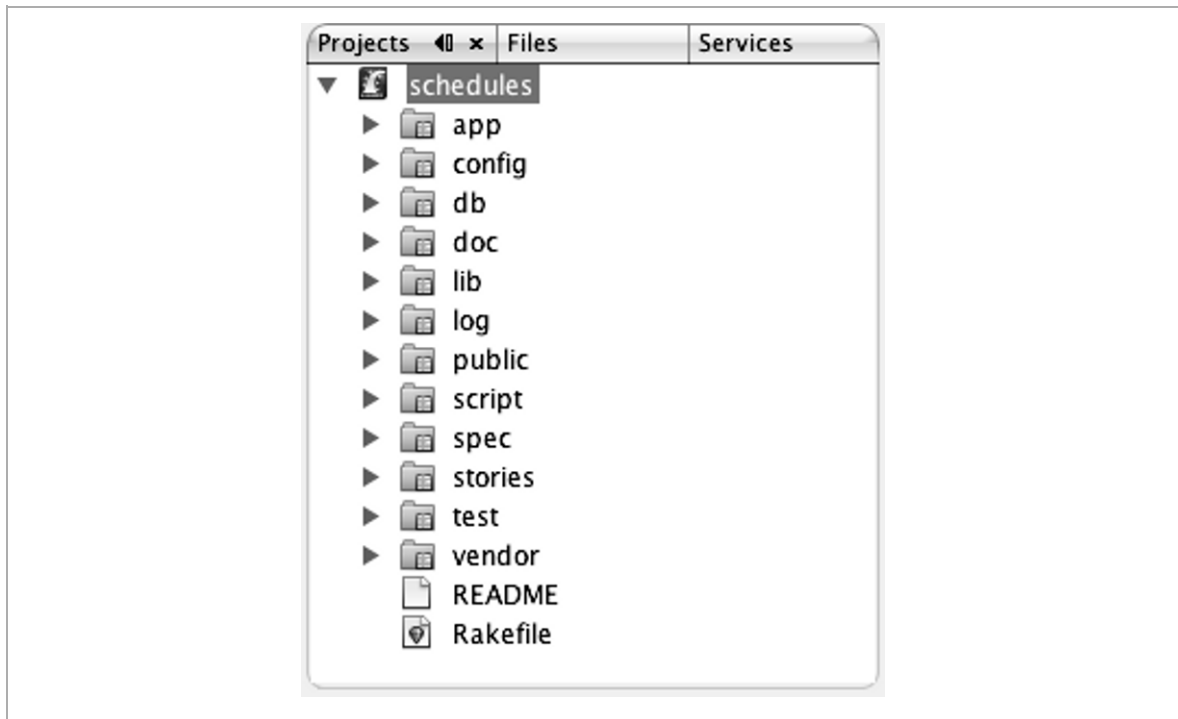 Projects Files Services
schedules
app
config
db
doc
lib
log
public
script
spec
stories
test
vendor
README
Rakefile